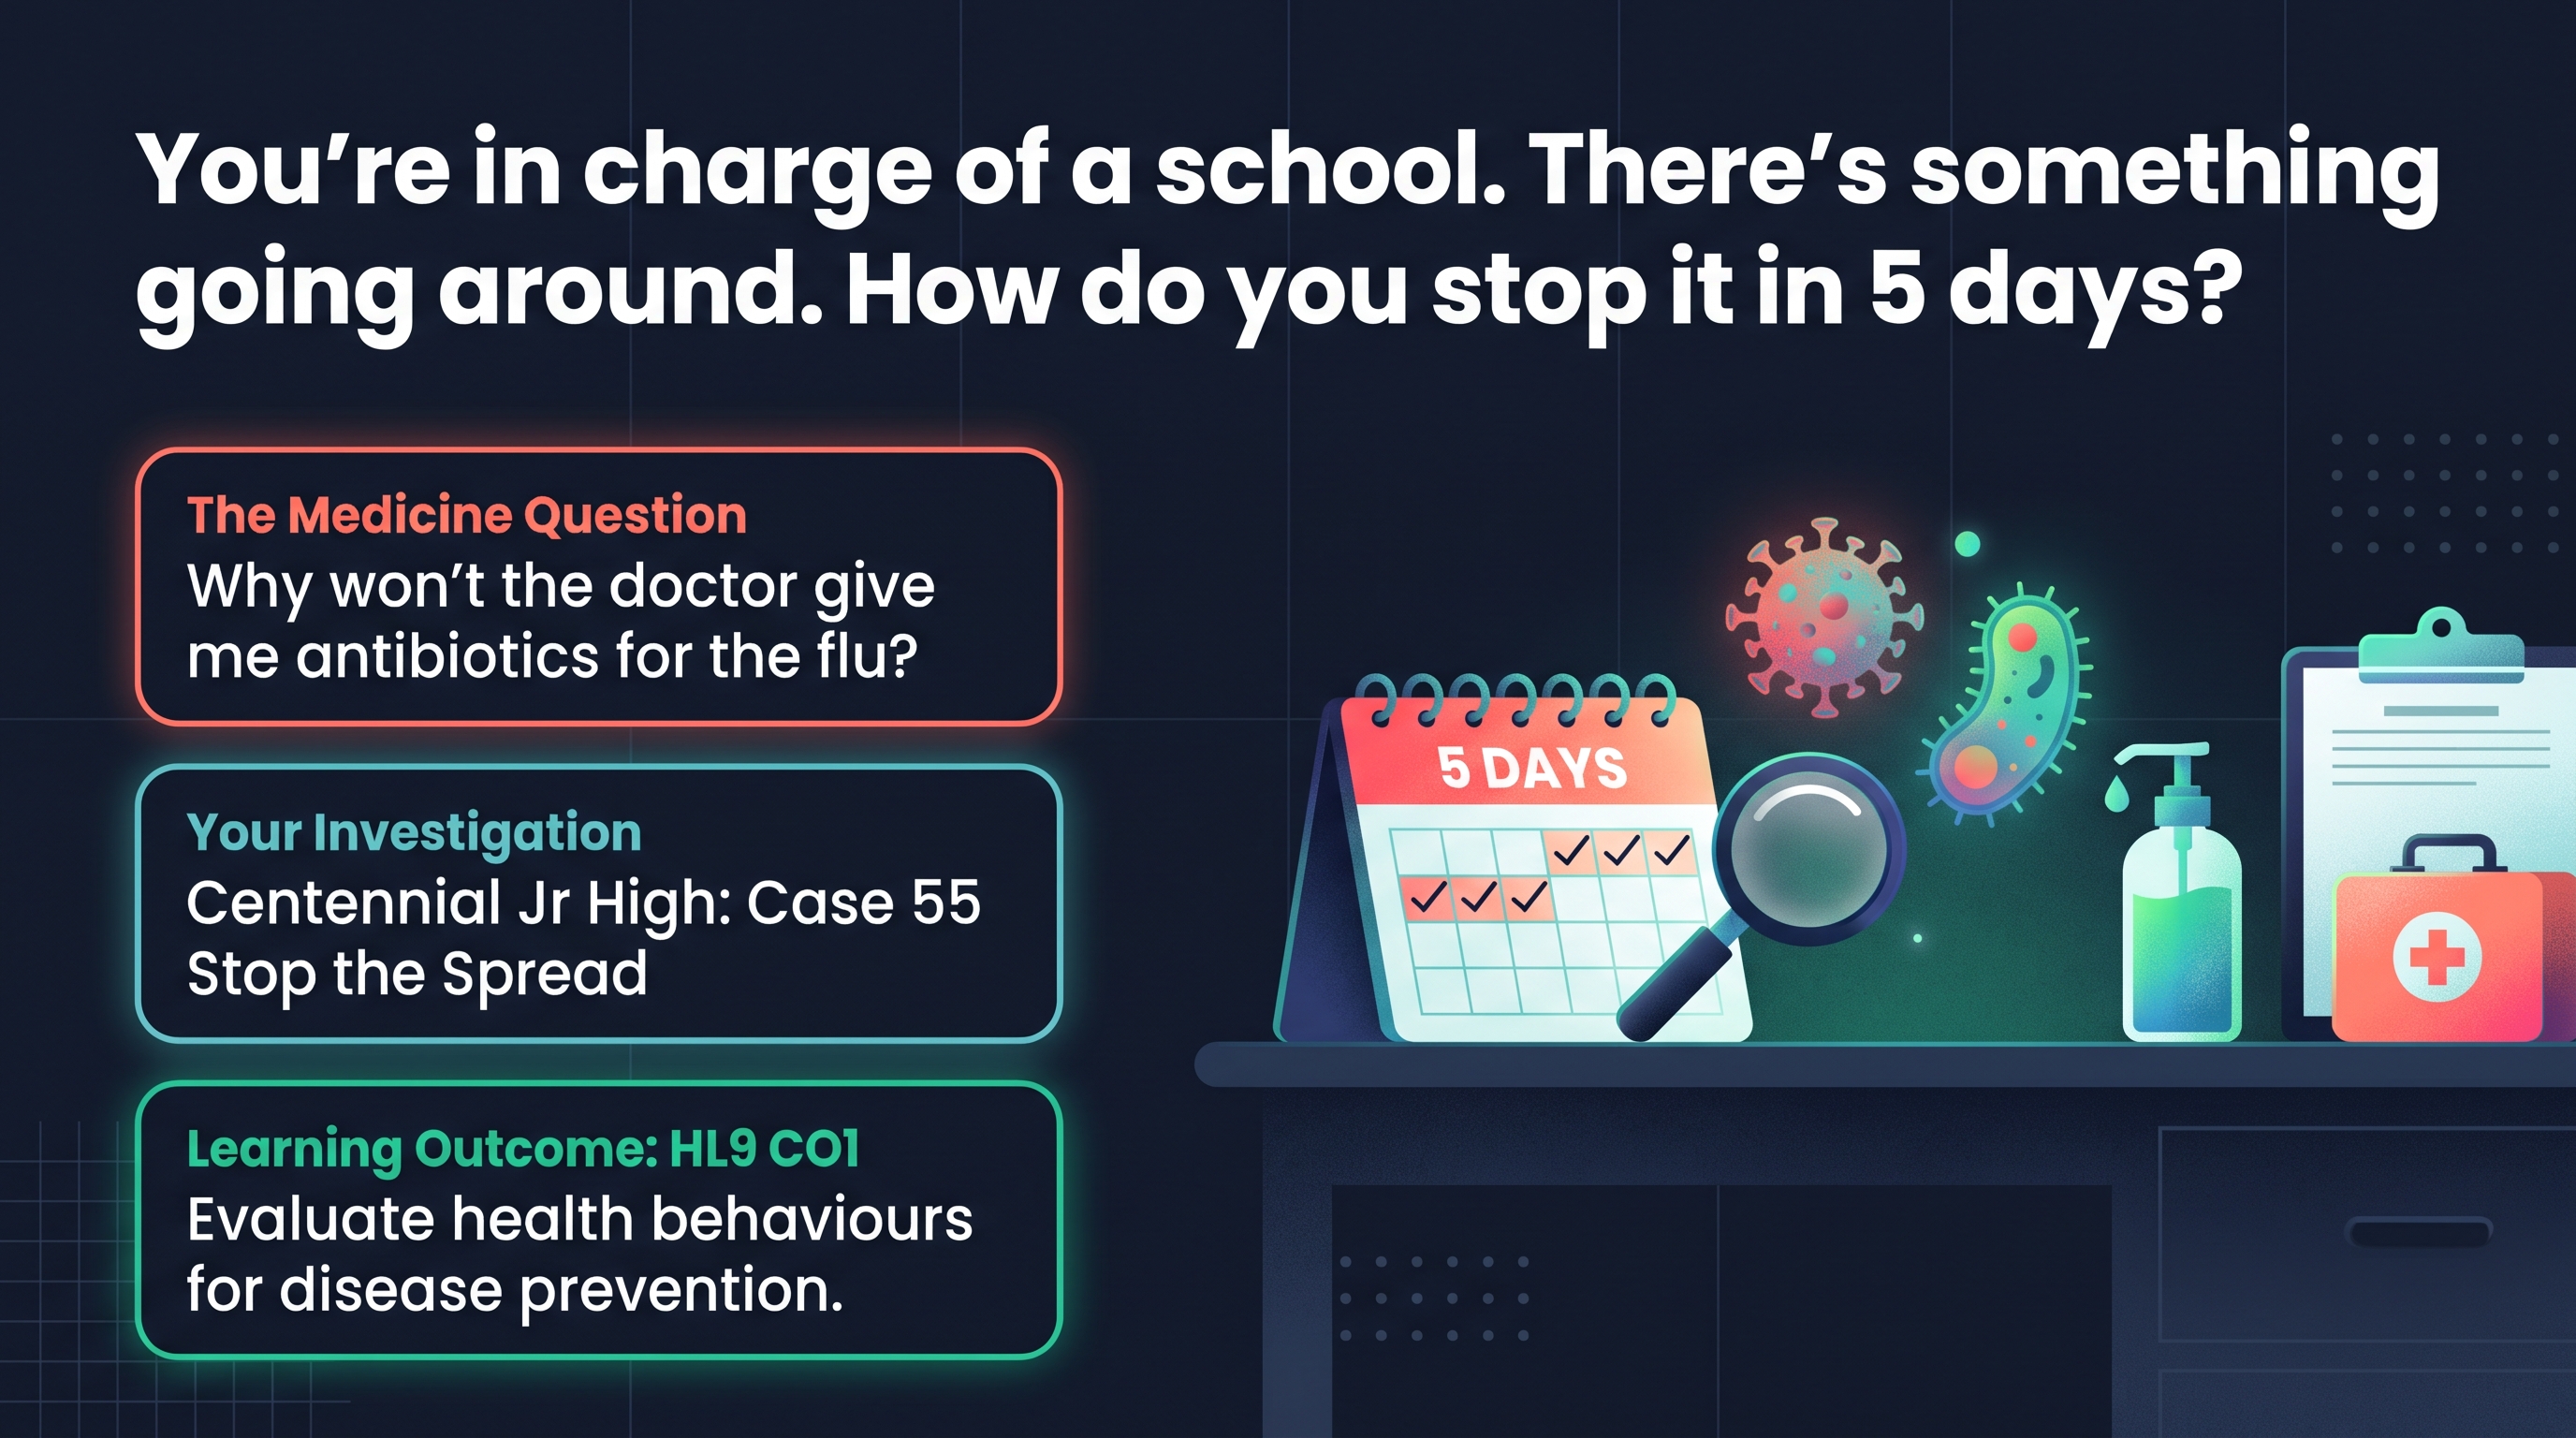 You’re in charge of a school. There’s something
going around. How do you stop it in 5 days?
The Medicine Question
Why won’t the doctor give
me antibiotics for the flu?
Your Investigation
Centennial Jr High: Case 55
Stop the Spread
Learning Outcome: HL9 CO1
Evaluate health behaviours
for disease prevention.
5 DAYS